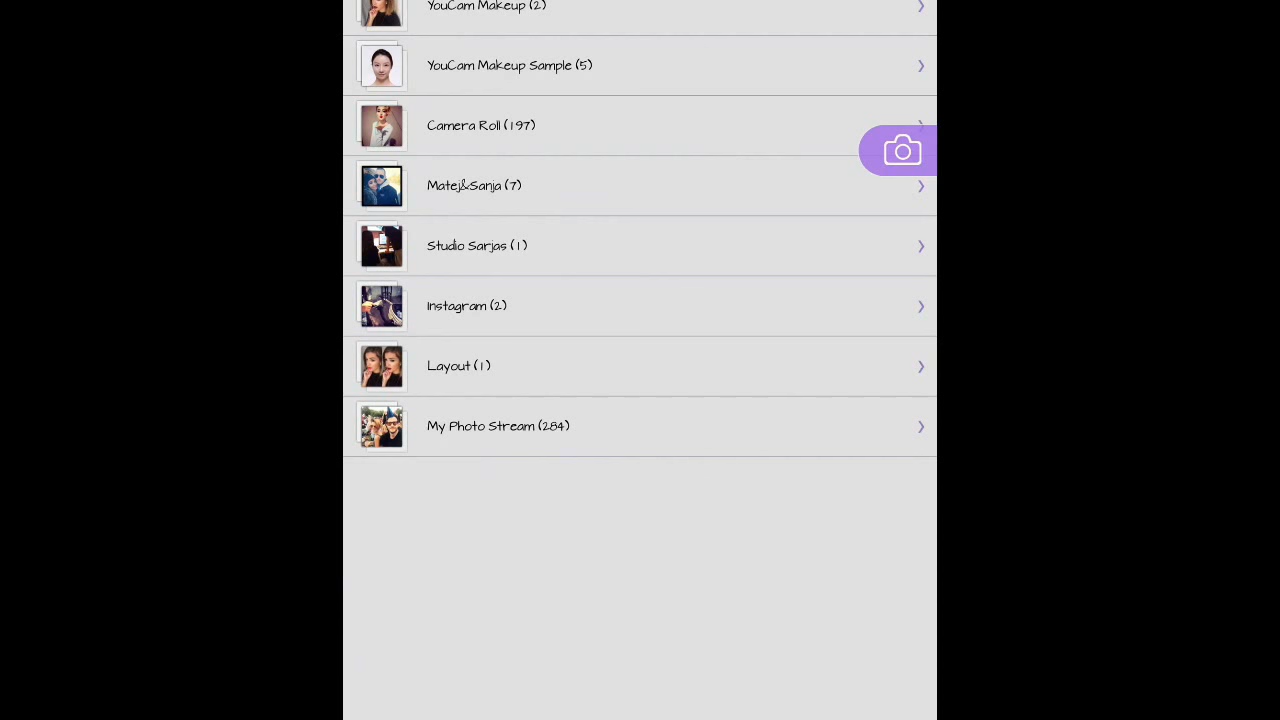 YouCam Makeup (2)
YouCam Makeup Sample (5)
Camera Roll (197)
Matej&Sanja (7)
Studio Sarjas (1)
Instagram (2)
Layout (1)
My Photo Stream (284)